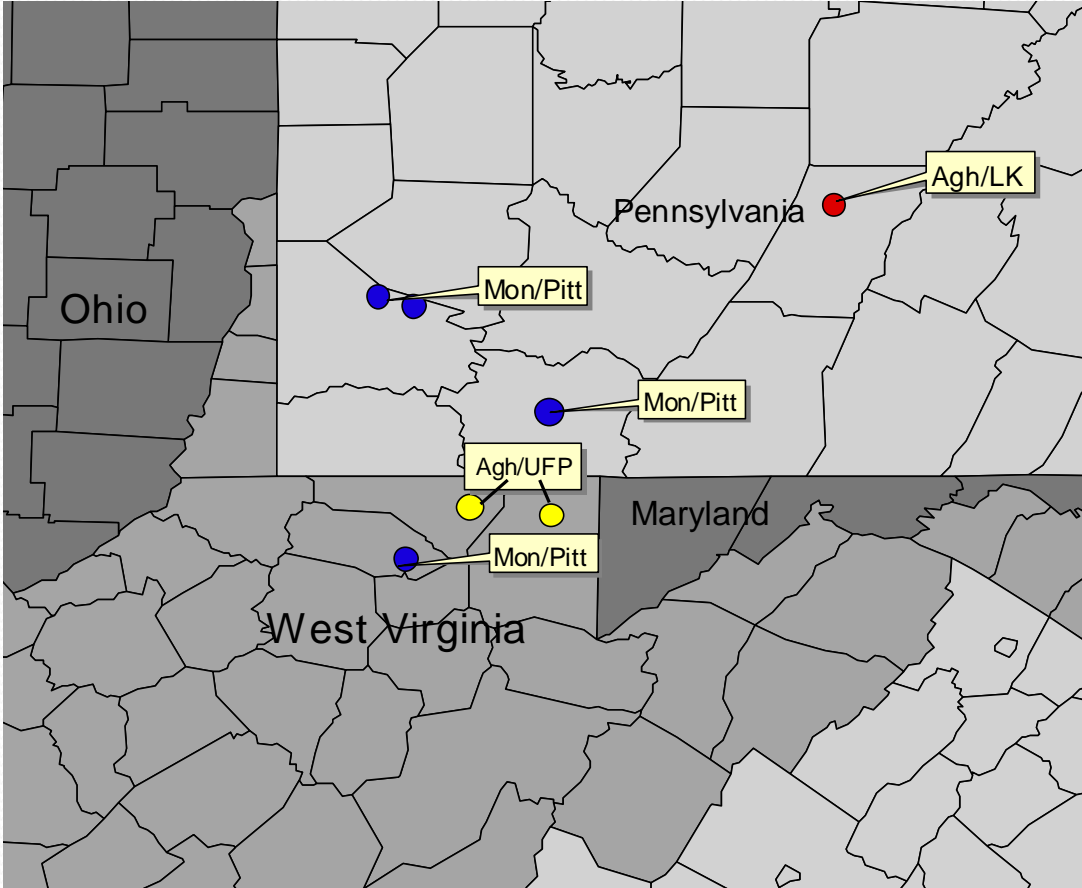 Agh/LK
Pennsylvania
Mon/Pitt
Ohio
Mon/Pitt
Agh/UFP
Maryland
Mon/Pitt
West Virginia